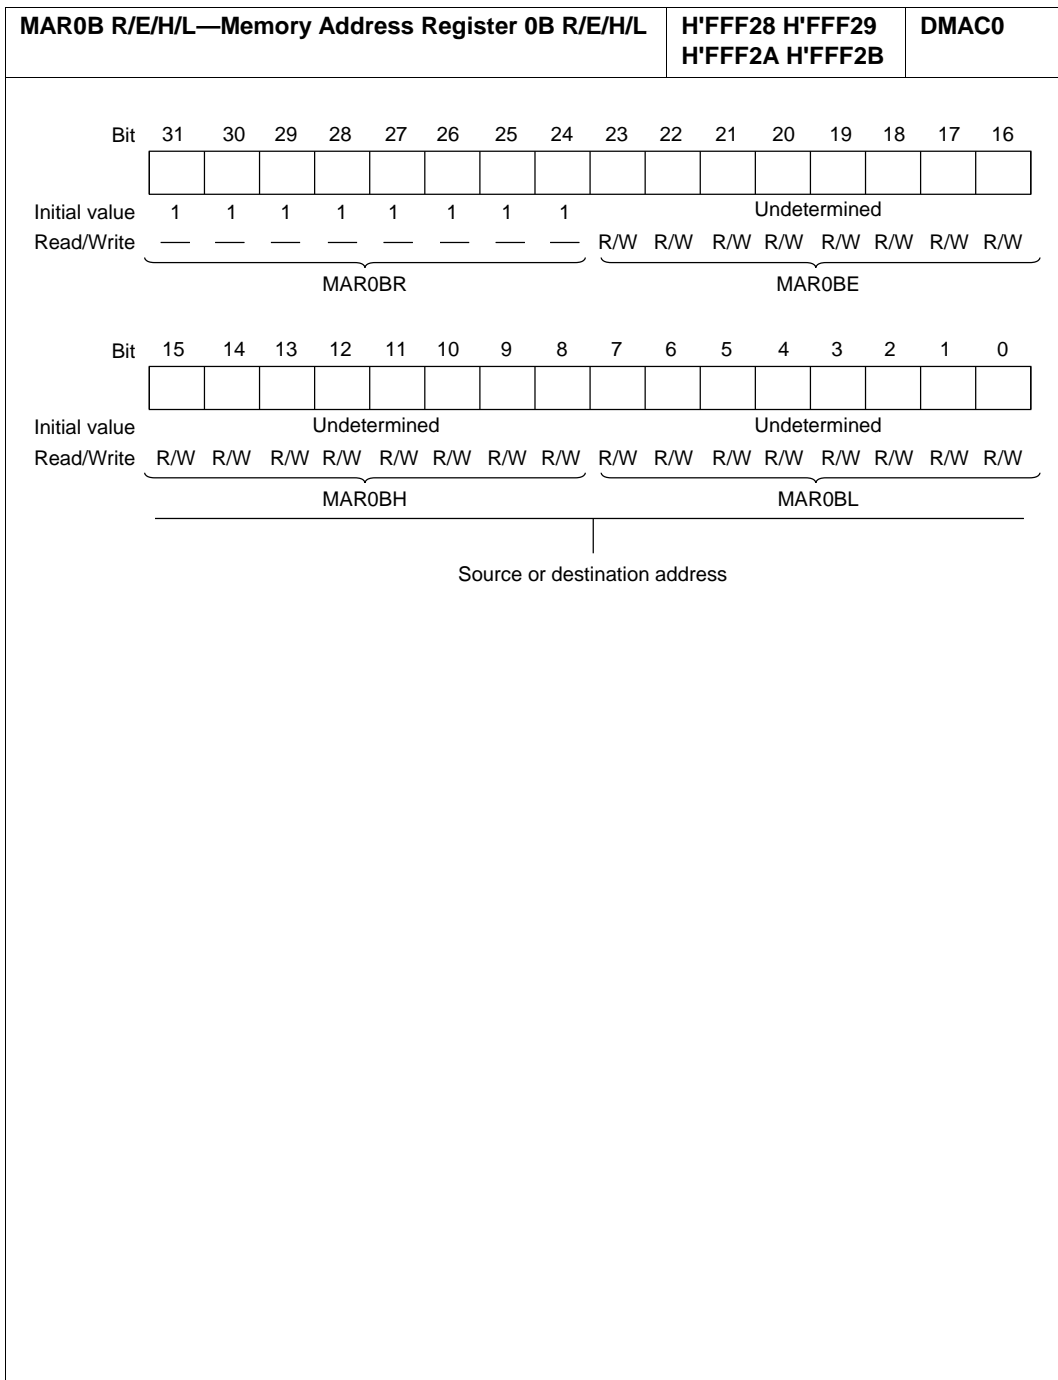 MAR0B R/E/H/L—Memory Address Register 0B R/E/H/L H'FFF28 H'FFF29 DMAC0
H'FFF2A H'FFF2B
Bit 31 30 29 28 27 26 25 24 23 22 21 20 19 18 17 16
Initial value 1 1 1 1 1 1 1 1 Undetermined
Read/Write — — — — — — — — R/W R/W R/W R/W R/W R/W R/W R/W
MAR0BR MAR0BE
Bit 15 14 13 12 11 10 9 8 7 6 5 4 3 2 1 0
Initial value Undetermined Undetermined
Read/Write R/W R/W R/W R/W R/W R/W R/W R/W R/W R/W R/W R/W R/W R/W R/W R/W
MAR0BH MAR0BL
Source or destination address